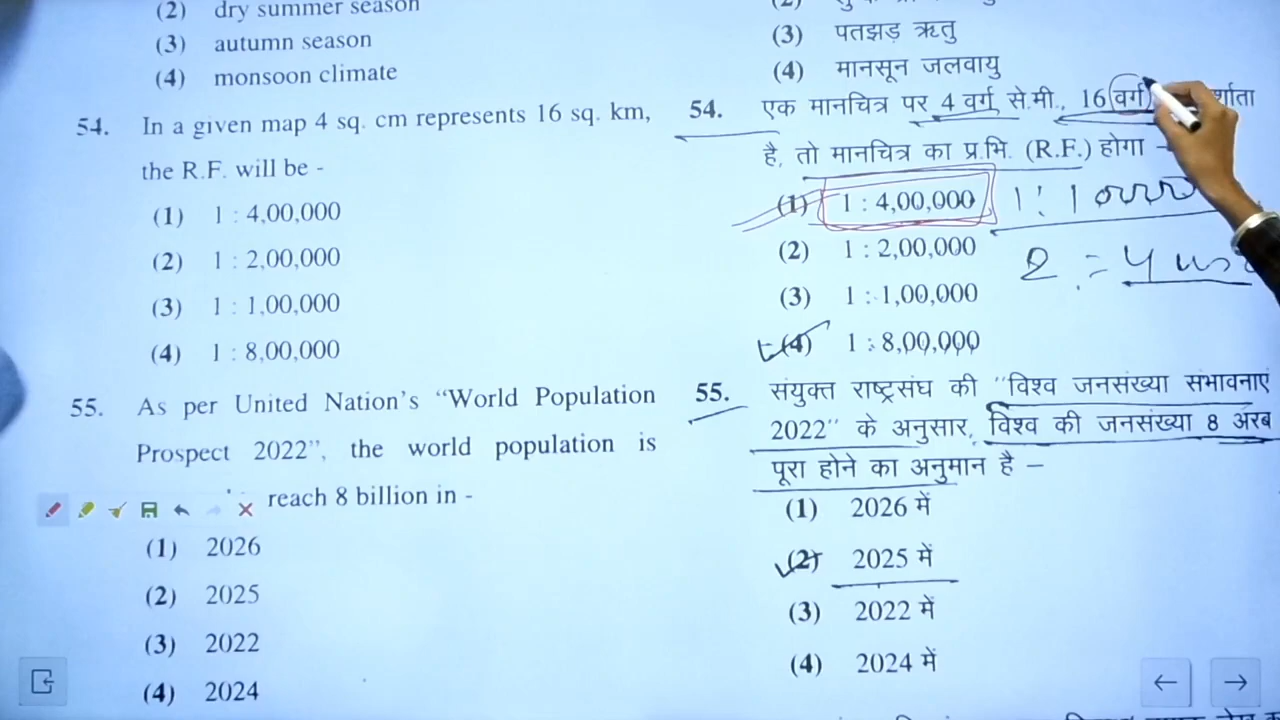 (2) dry summer season
(3) autumn season
(4) monsoon climate
54. In a given map 4 sq. cm represents 16 sq. km,
the R.F. will be -
(1) 1 : 4,00,000
(2) 1 : 2,00,000
(3) 1 : 1,00,000
(4) 1 : 8,00,000
55. As per United Nation's "World Population
Prospect 2022", the world population is
reach 8 billion in -
(1) 2026
(2) 2025
(3) 2022
(4) 2024
(3) पतझड़ ऋतु
(4) मानसून जलवायु
54. एक मानचित्र पर 4 वर्ग से.मी., 16 वर्ग
है, तो मानचित्र का प्र.भि. (R.F.) होगा –
(1) 1 : 4,00,000
(2) 1 : 2,00,000
(3) 1 : 1,00,000
(4) 1 : 8,00,000
55. संयुक्त राष्ट्रसंघ की "विश्व जनसंख्या संभावनाएं
2022" के अनुसार, विश्व की जनसंख्या 8 अरब
पूरा होने का अनुमान है –
(1) 2026 में
(2) 2025 में
(3) 2022 में
(4) 2024 में